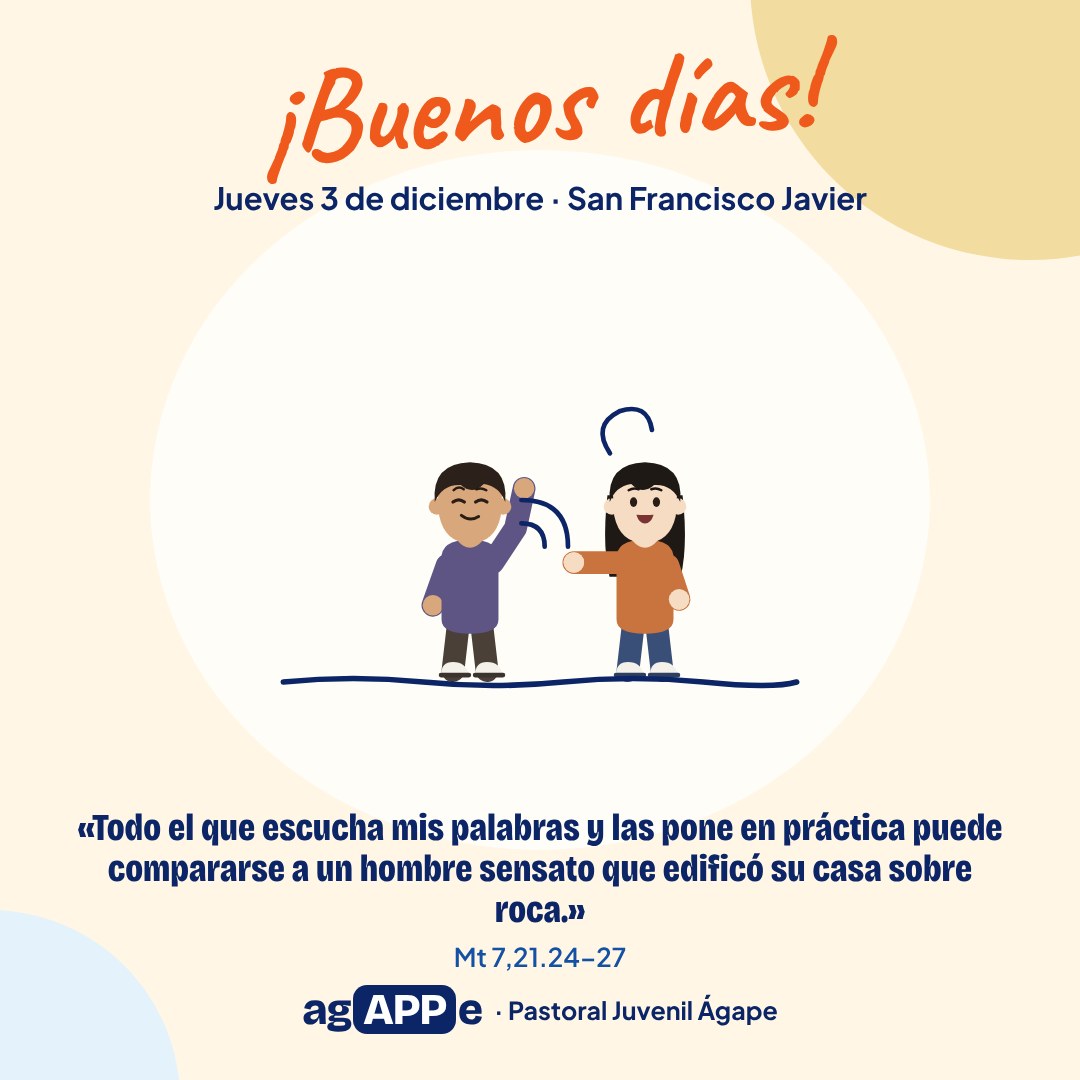 ¡Buenos días!
Jueves 3 de diciembre · San Francisco Javier
«Todo el que escucha mis palabras y las pone en práctica puede
compararse a un hombre sensato que edificó su casa sobre
roca.»
Mt 7,21.24–27
agAPPe · Pastoral Juvenil Ágape